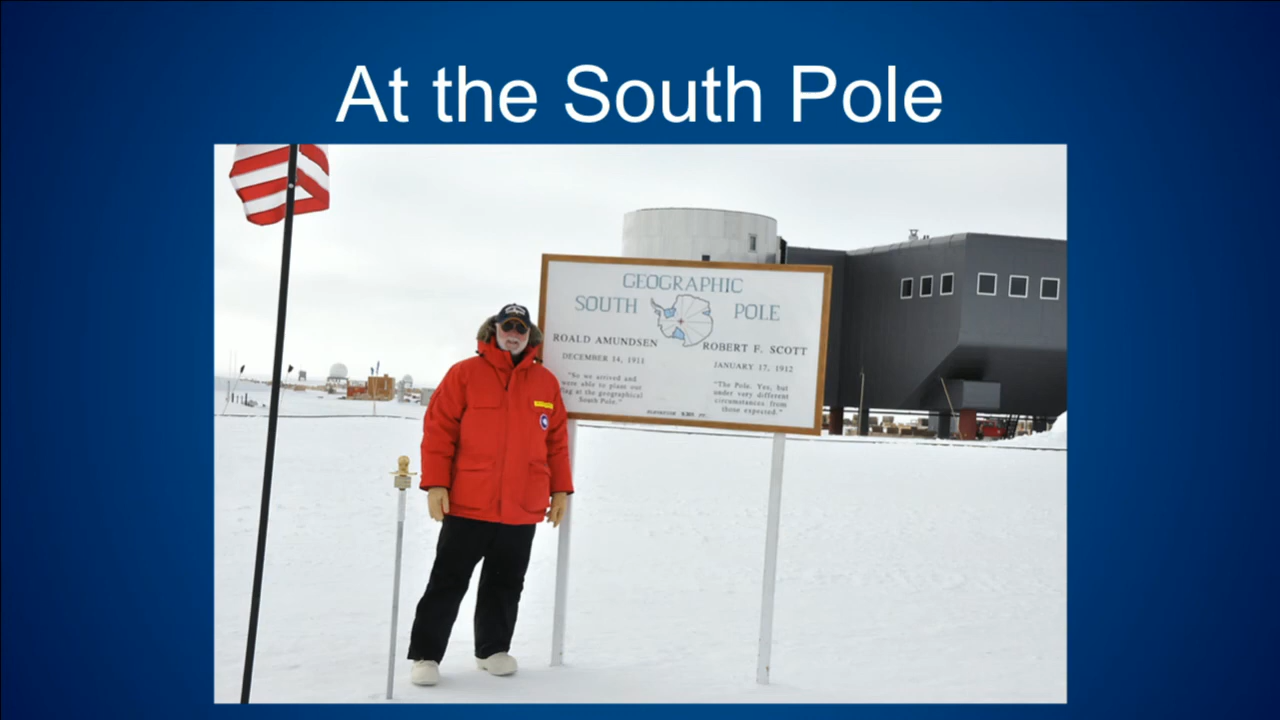 At the South Pole
GEOGRAPHIC
SOUTH POLE
ROALD AMUNDSEN
DECEMBER 14, 1911
"So we arrived and
were able to plant our
flag at the geographical
South Pole."
ROBERT F. SCOTT
JANUARY 17, 1912
"The Pole. Yes, but
under very different
circumstances from
those expected."